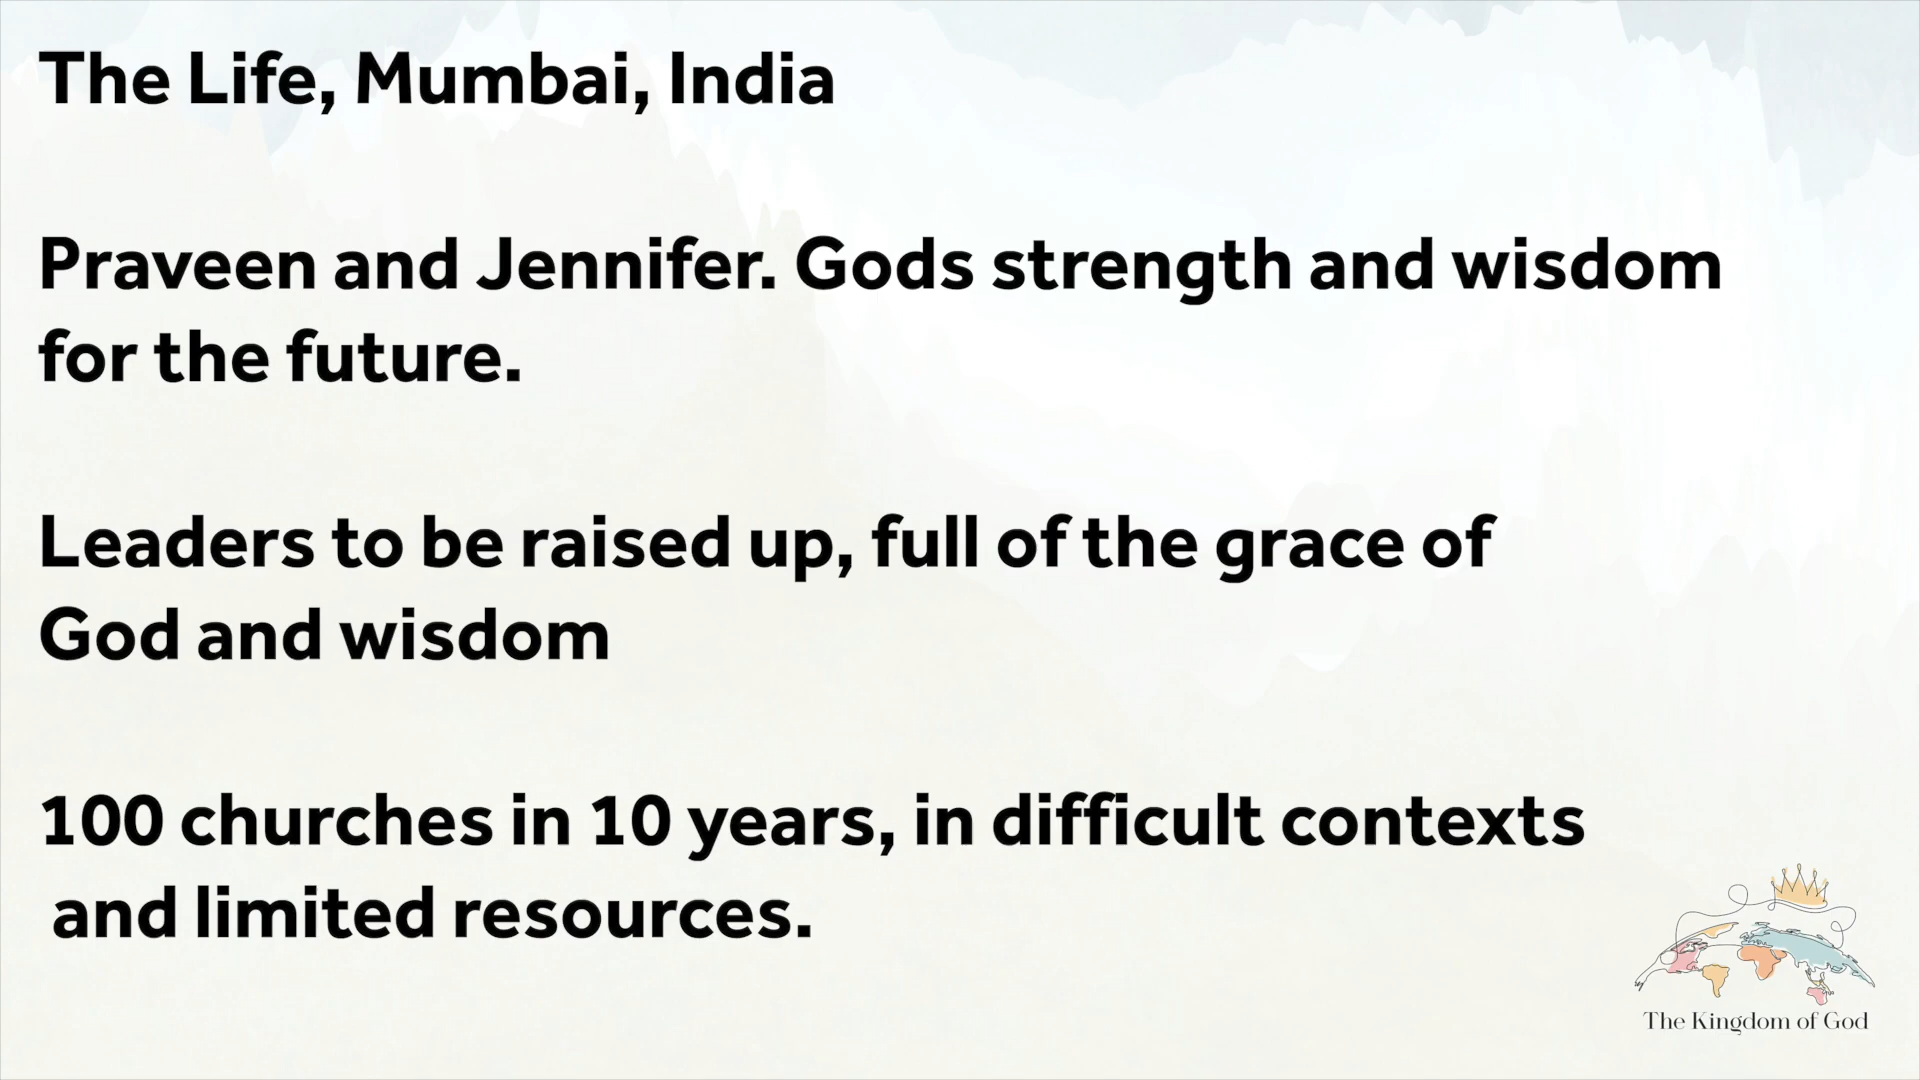 The Life, Mumbai, India
Praveen and Jennifer. Gods strength and wisdom
for the future.
Leaders to be raised up, full of the grace of
God and wisdom
100 churches in 10 years, in difficult contexts
and limited resources.
The Kingdom of God